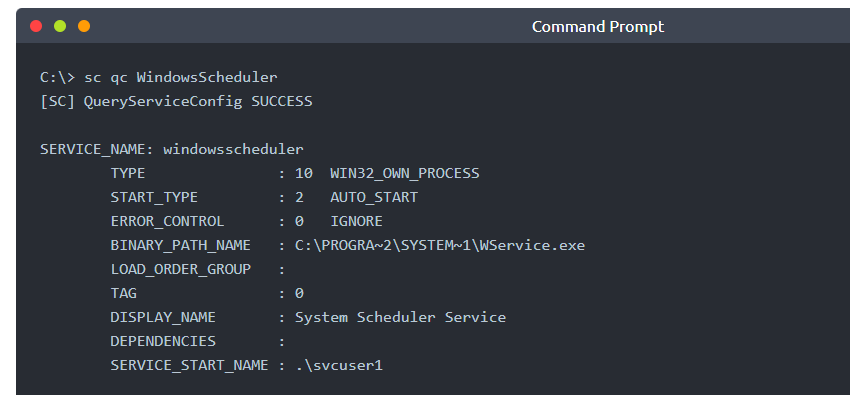 Command Prompt
C:\> sc qc WindowsScheduler
[SC] QueryServiceConfig SUCCESS
SERVICE_NAME: windowsscheduler
        TYPE               : 10  WIN32_OWN_PROCESS
        START_TYPE         : 2   AUTO_START
        ERROR_CONTROL      : 0   IGNORE
        BINARY_PATH_NAME   : C:\PROGRA~2\SYSTEM~1\WService.exe
        LOAD_ORDER_GROUP   :
        TAG                : 0
        DISPLAY_NAME       : System Scheduler Service
        DEPENDENCIES       :
        SERVICE_START_NAME : .\svcuser1